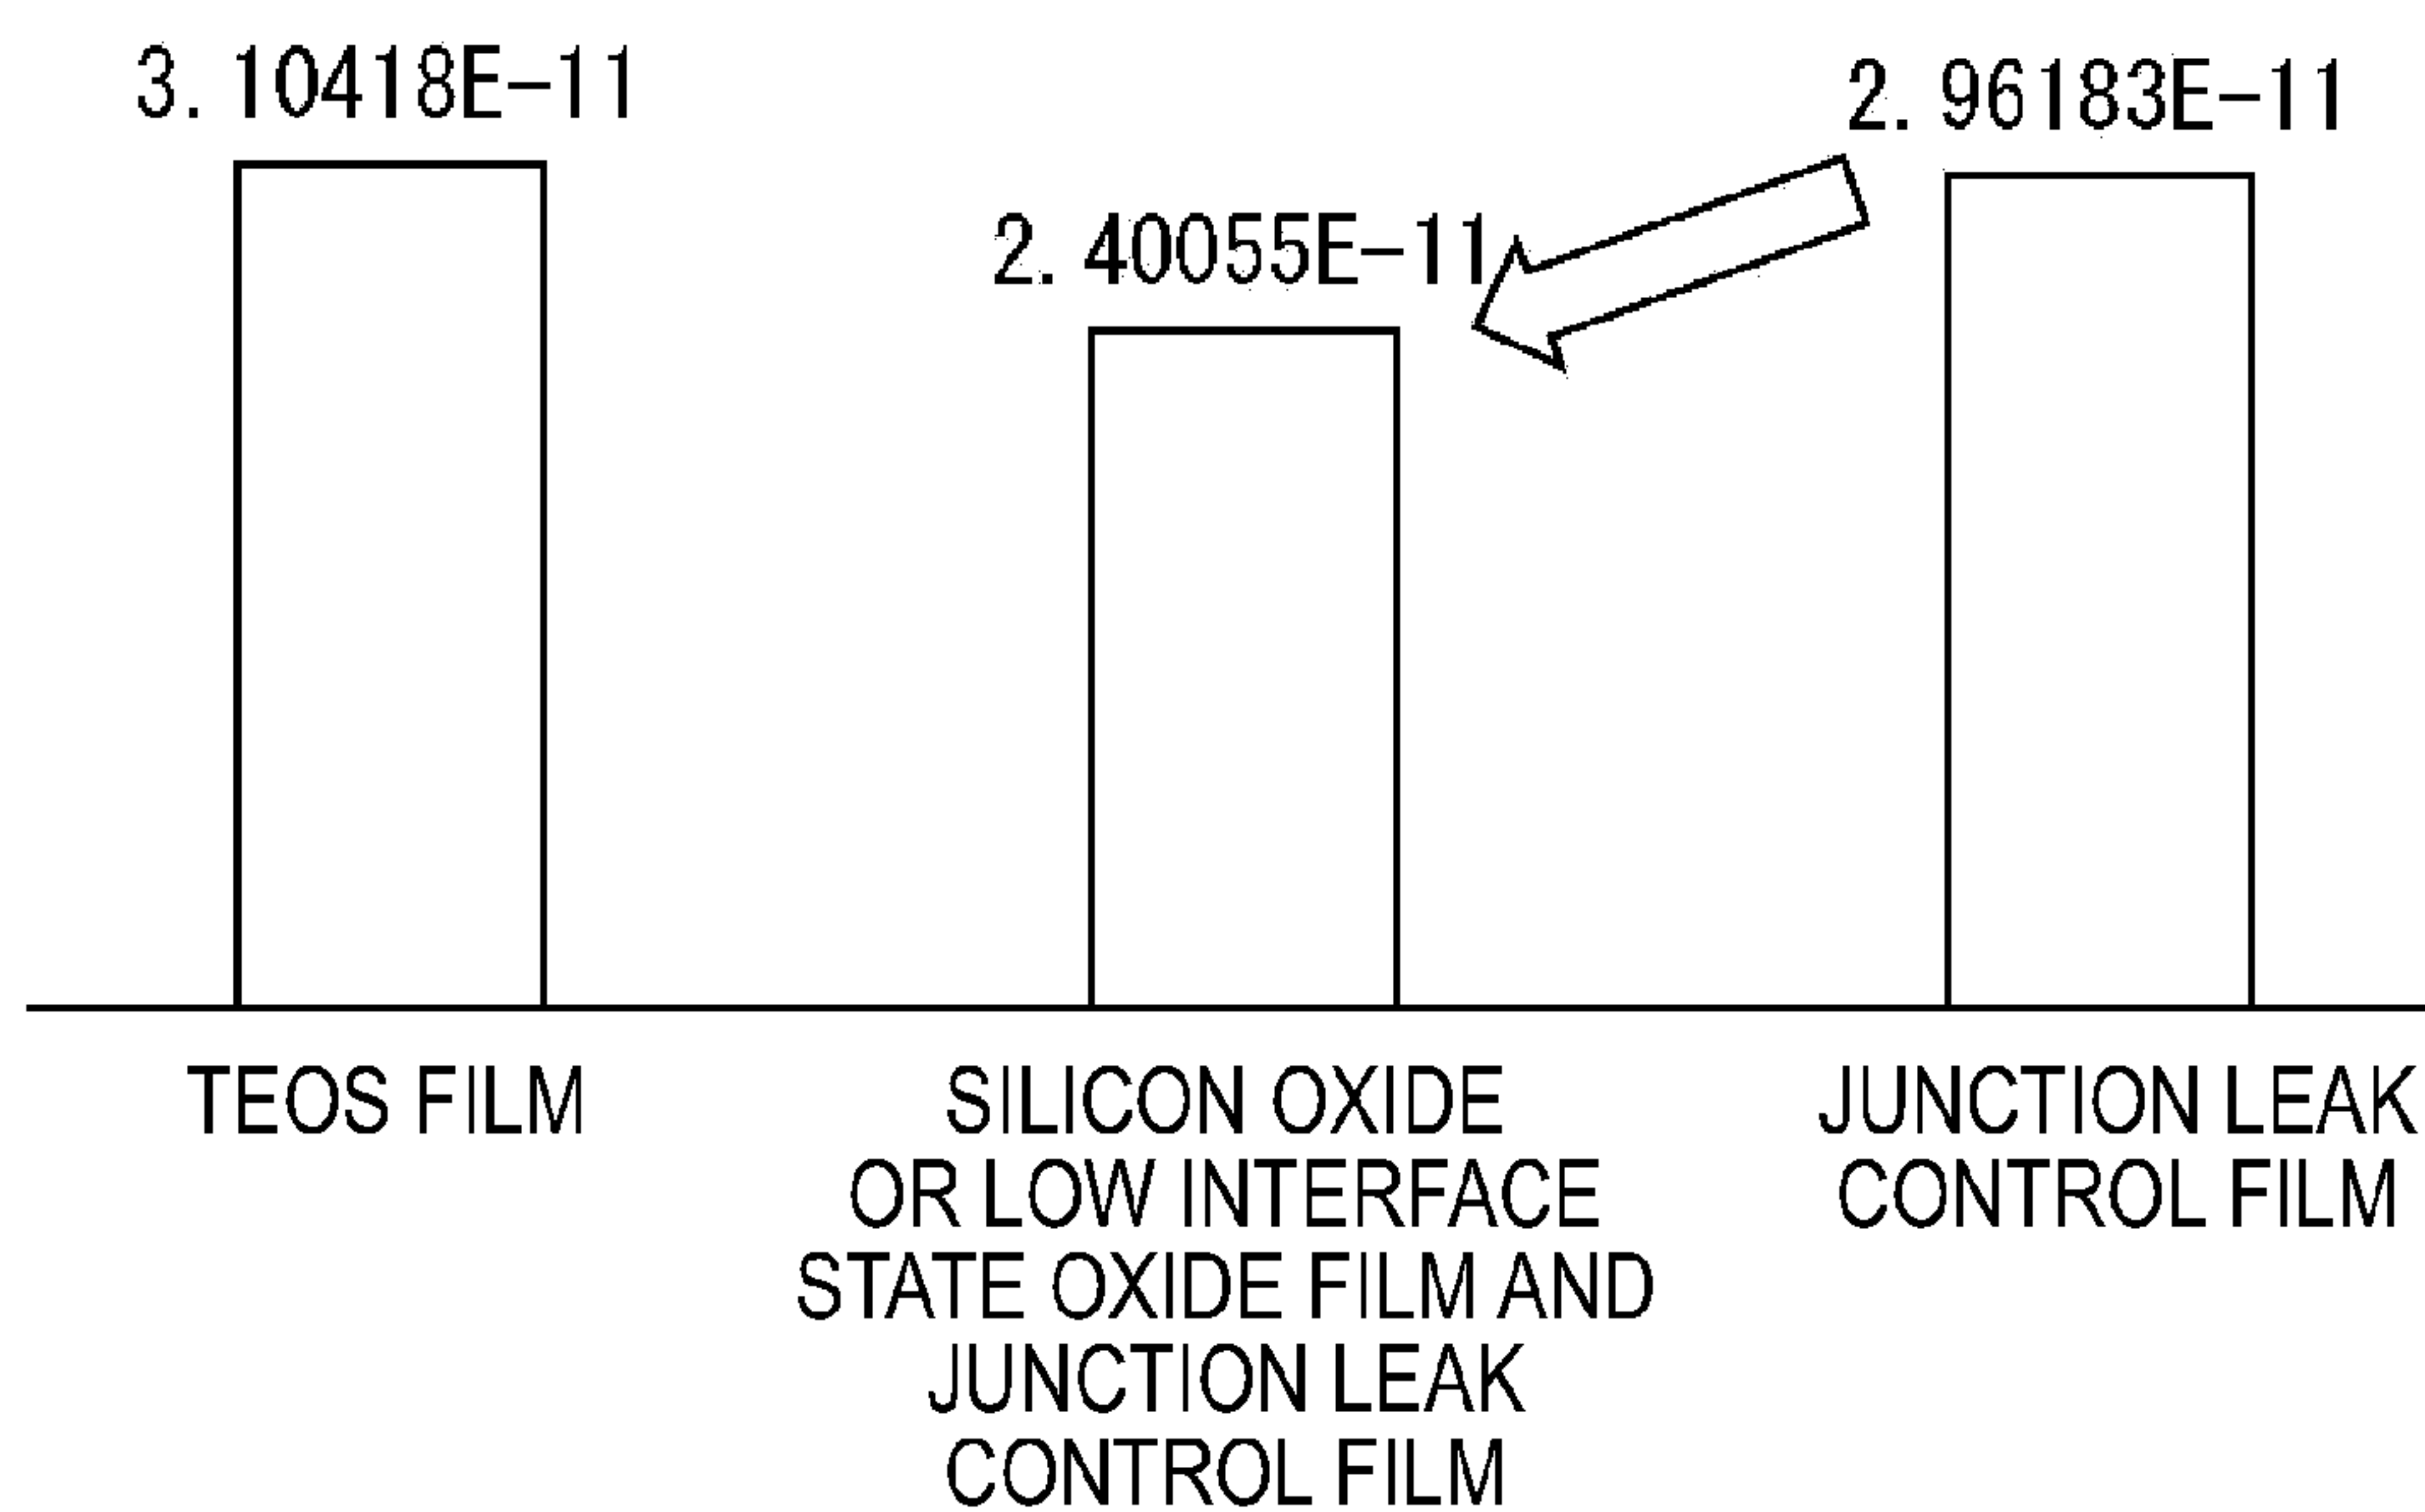 3. 10418E-11
2. 96183E-11
2. 40055E-11
TEOS FILM
SILICON OXIDE
OR LOW INTERFACE
STATE OXIDE FILM AND
JUNCTION LEAK
CONTROL FILM
JUNCTION LEAK
CONTROL FILM